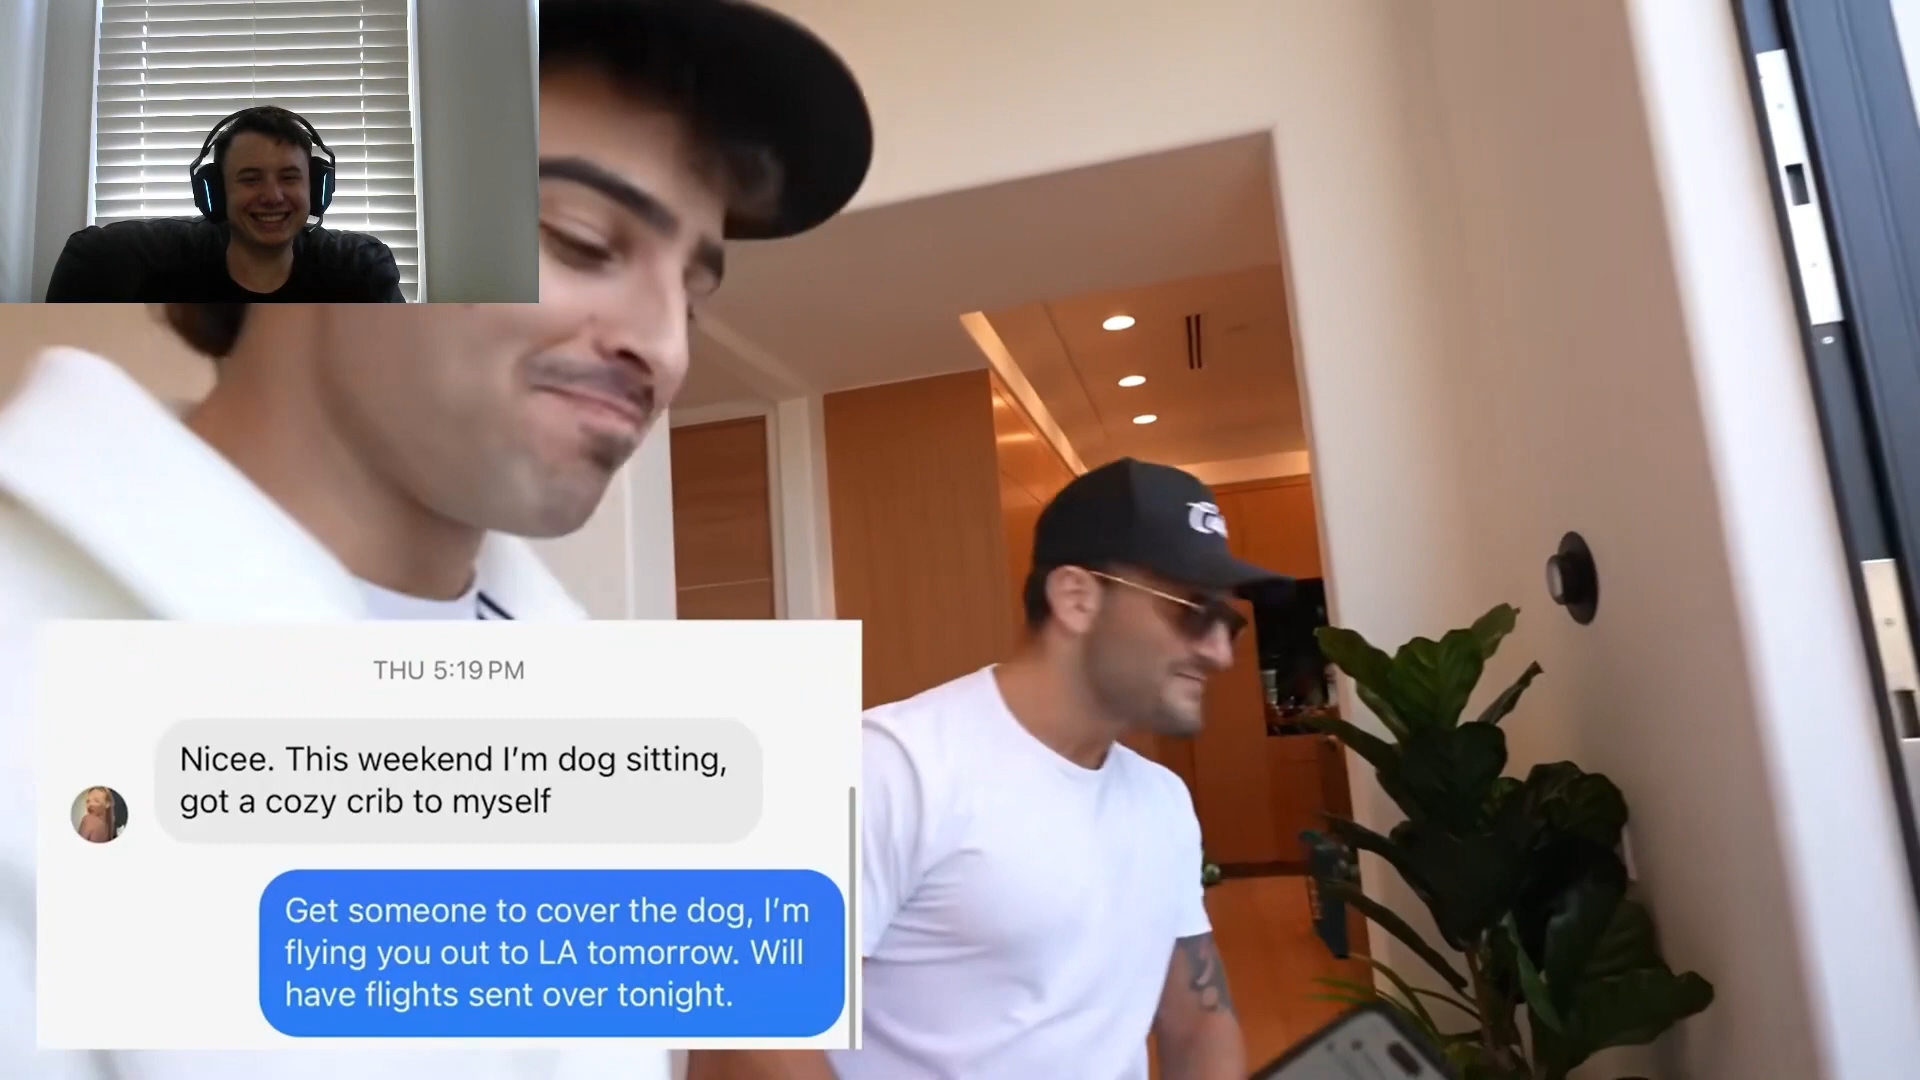 THU 5:19 PM
Nicee. This weekend I’m dog sitting,
got a cozy crib to myself
Get someone to cover the dog, I’m
flying you out to LA tomorrow. Will
have flights sent over tonight.